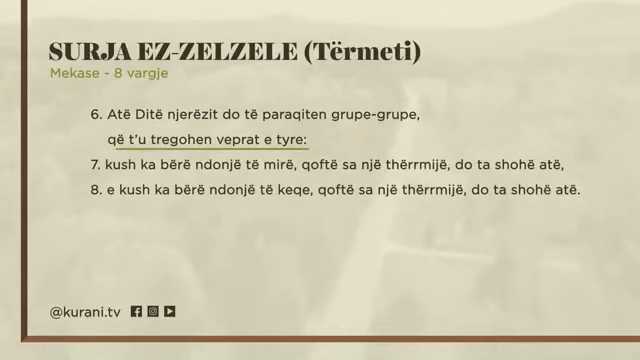 SURJA EZ-ZELZELE (Tërmeti)
Mekase - 8 vargje
6. Atë Ditë njerëzit do të paraqiten grupe-grupe,
që t'u tregohen veprat e tyre:
7. kush ka bërë ndonjë të mirë, qoftë sa një thërrmijë, do ta shohë atë,
8. e kush ka bërë ndonjë të keqe, qoftë sa një thërrmijë, do ta shohë atë.
@kurani.tv